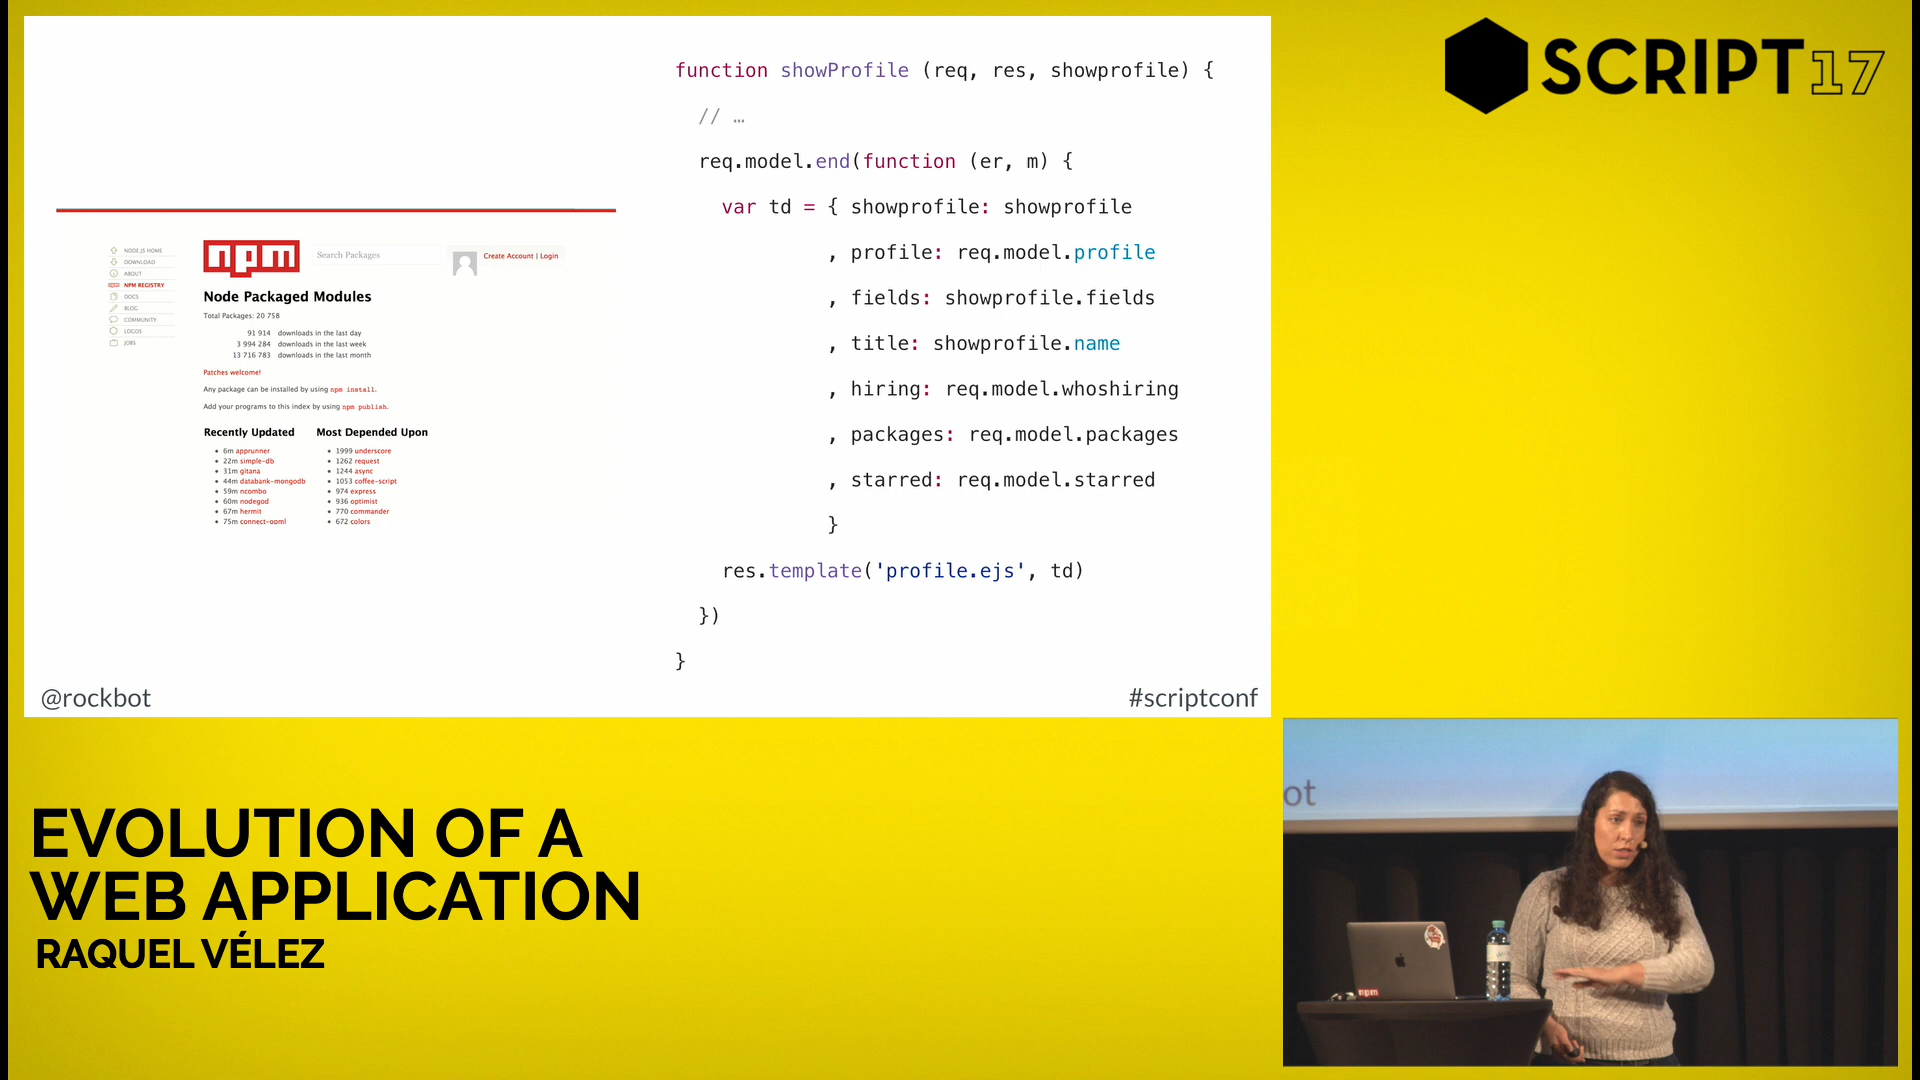 SCRIPT17
function showProfile (req, res, showprofile) {
// …
req.model.end(function (er, m) {
var td = { showprofile: showprofile
, profile: req.model.profile
, fields: showprofile.fields
, title: showprofile.name
, hiring: req.model.whoshiring
, packages: req.model.packages
, starred: req.model.starred
}
res.template('profile.ejs', td)
})
}
NODE.JS HOME
DOWNLOAD
ABOUT
NPM REGISTRY
DOCS
BLOG
COMMUNITY
LOGOS
JOBS
npm
Search Packages
Create Account | Login
Node Packaged Modules
Total Packages: 20 758
91 914 downloads in the last day
3 994 284 downloads in the last week
13 716 783 downloads in the last month
Patches welcome!
Any package can be installed by using npm install.
Add your programs to this index by using npm publish.
Recently Updated
6m apprunner
22m simple-db
31m gitana
44m databank-mongodb
59m ncombo
60m nodegod
67m hermit
75m connect-opml
Most Depended Upon
1999 underscore
1262 request
1244 async
1053 coffee-script
974 express
936 optimist
770 commander
672 colors
@rockbot
#scriptconf
EVOLUTION OF A
WEB APPLICATION
RAQUEL VÉLEZ
ot
npm